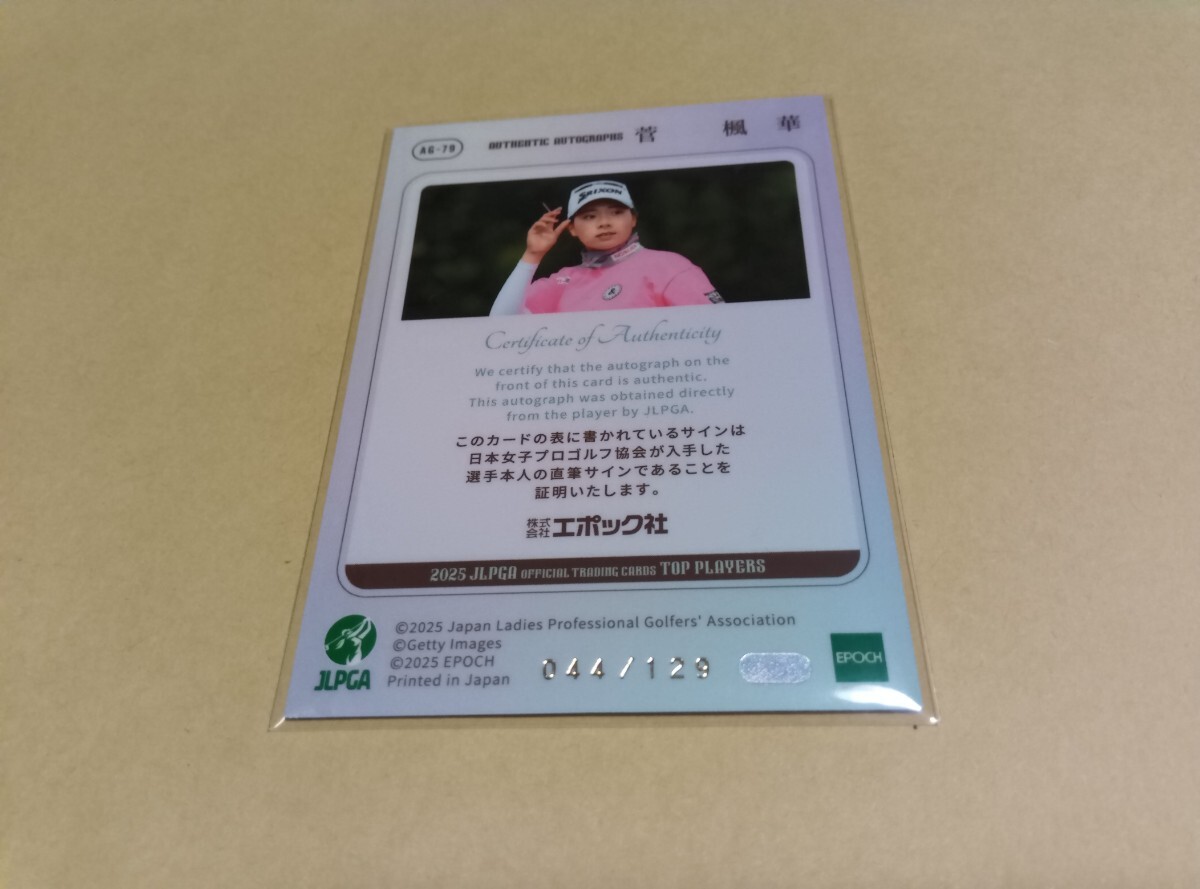 AG-79 AUTHENTIC AUTOGRAPHS 菅 楓 華
SRIXON
Certificate of Authenticity
We certify that the autograph on the
front of this card is authentic.
This autograph was obtained directly
from the player by JLPGA.
このカードの表に書かれているサインは
日本女子プロゴルフ協会が入手した
選手本人の直筆サインであることを
証明いたします。
株式会社エポック社
2025 JLPGA OFFICIAL TRADING CARDS TOP PLAYERS
©2025 Japan Ladies Professional Golfers' Association
©Getty Images
©2025 EPOCH
Printed in Japan
044/129
JLPGA
EPOCH